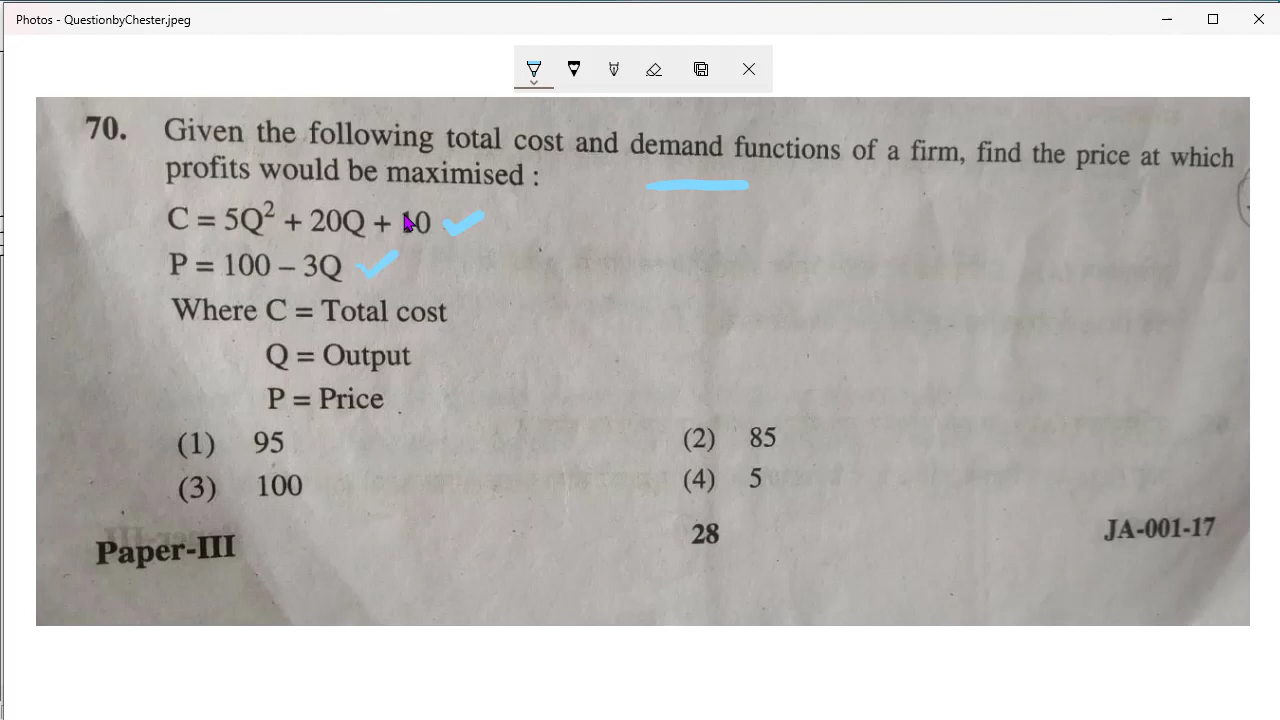 Photos - QuestionbyChester.jpeg
70. Given the following total cost and demand functions of a firm, find the price at which
profits would be maximised :
C = 5Q² + 20Q + 10
P = 100 – 3Q
Where C = Total cost
Q = Output
P = Price
(1) 95 (2) 85
(3) 100 (4) 5
Paper-III 28 JA-001-17